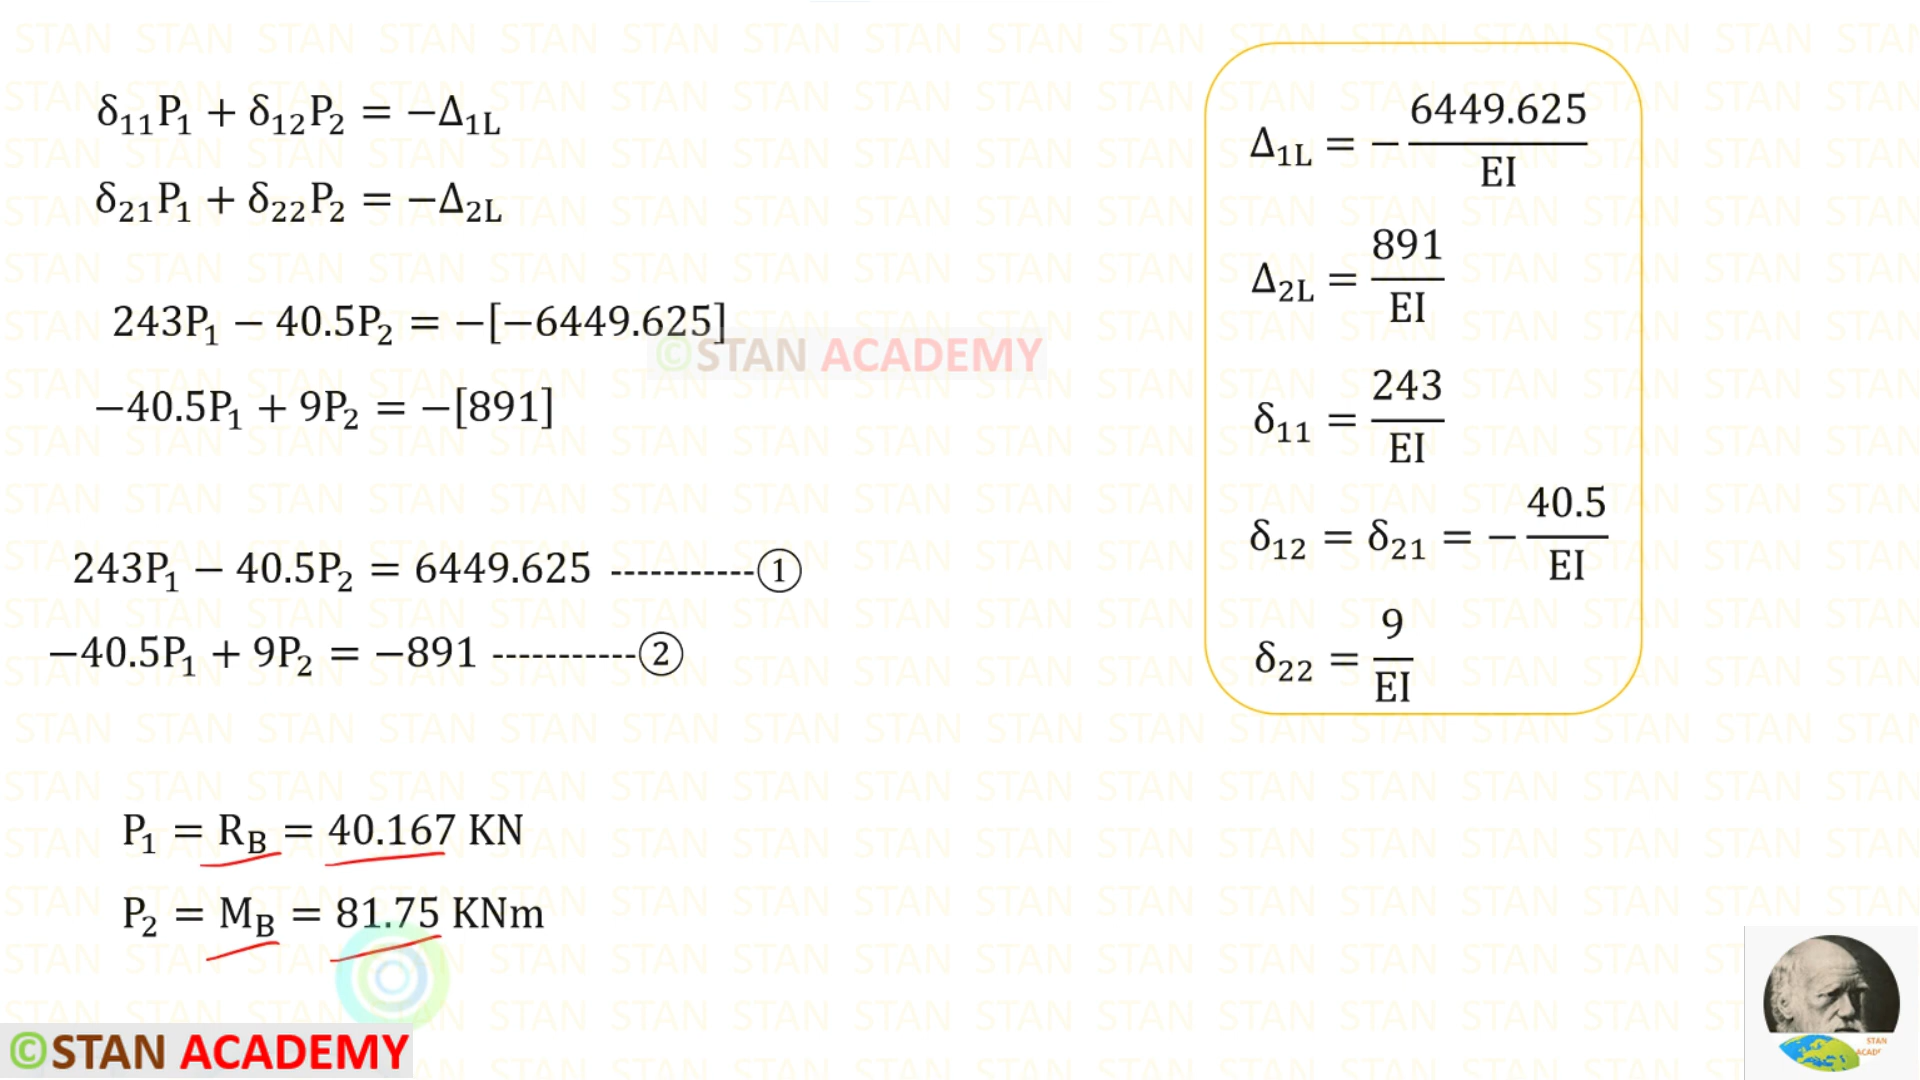 δ₁₁P₁ + δ₁₂P₂ = −Δ₁L
δ₂₁P₁ + δ₂₂P₂ = −Δ₂L
243P₁ − 40.5P₂ = −[−6449.625]
−40.5P₁ + 9P₂ = −[891]
243P₁ − 40.5P₂ = 6449.625 -----------①
−40.5P₁ + 9P₂ = −891 -----------②
P₁ = R_B = 40.167 KN
P₂ = M_B = 81.75 KNm
Δ₁L = − 6449.625/EI
Δ₂L = 891/EI
δ₁₁ = 243/EI
δ₁₂ = δ₂₁ = − 40.5/EI
δ₂₂ = 9/EI
©STAN ACADEMY
©STAN ACADEMY
STAN